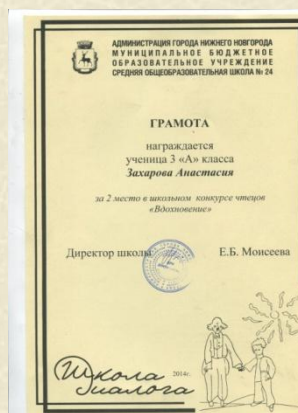 АДМИНИСТРАЦИЯ ГОРОДА НИЖНЕГО НОВГОРОДА
МУНИЦИПАЛЬНОЕ БЮДЖЕТНОЕ
ОБРАЗОВАТЕЛЬНОЕ УЧРЕЖДЕНИЕ
СРЕДНЯЯ ОБЩЕОБРАЗОВАТЕЛЬНАЯ ШКОЛА № 24
ГРАМОТА
награждается
ученица 3 «А» класса
Захарова Анастасия
за 2 место в школьном конкурсе чтецов
«Вдохновение»
Директор школы Е.Б. Моисеева
Школа 2014г.
диалога